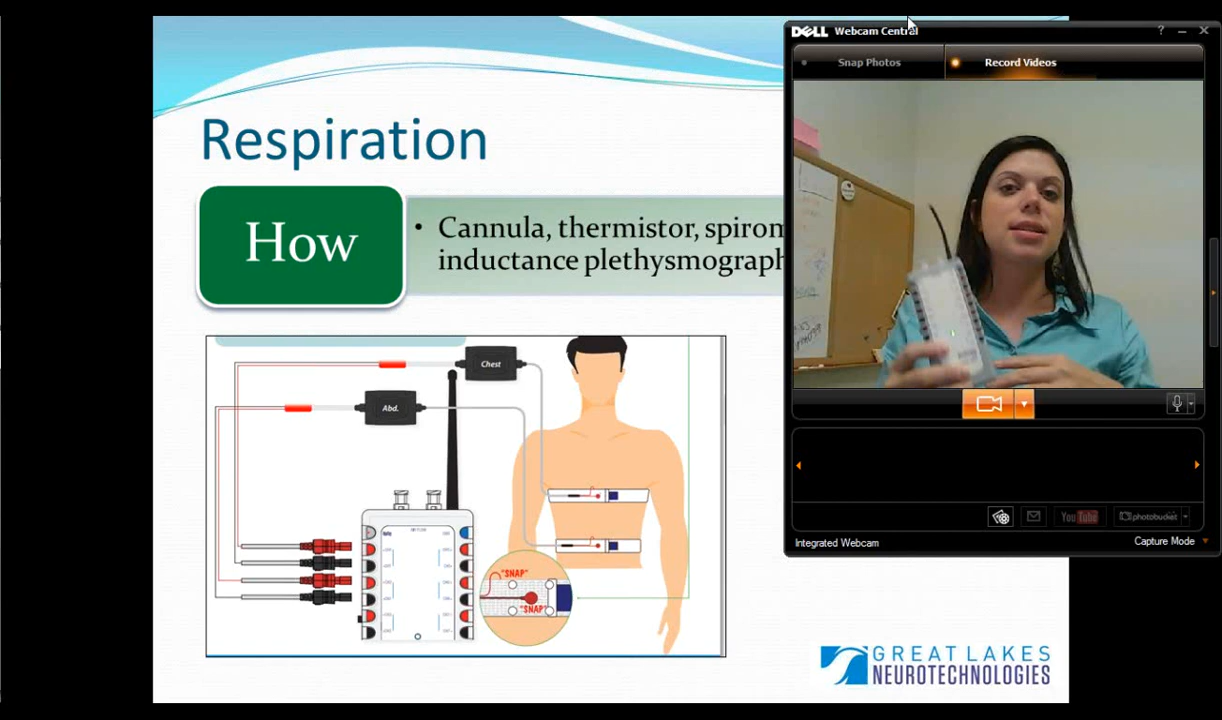 Respiration
How
• Cannula, thermistor, spirom
inductance plethysmograph
Chest
Abd.
"SNAP"
"SNAP"
GREAT LAKES
NEUROTECHNOLOGIES
DELL Webcam Central
?
Snap Photos
Record Videos
YouTube
photobucket
Integrated Webcam
Capture Mode